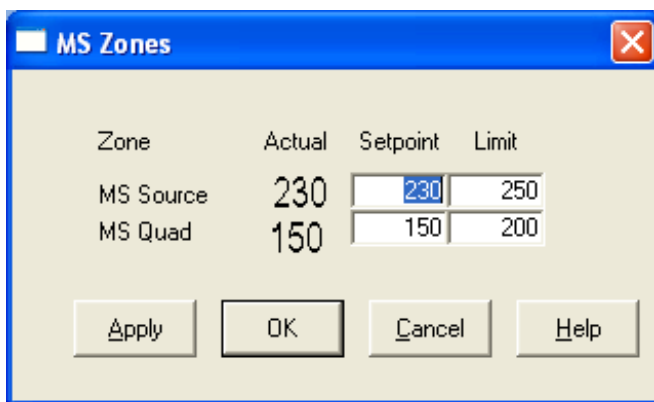 MS Zones
Zone Actual Setpoint Limit
MS Source 230 230 250
MS Quad 150 150 200
Apply OK Cancel Help